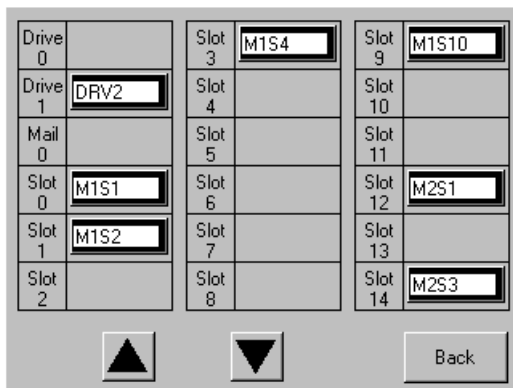 Drive 0
Drive 1 DRV2
Mail 0
Slot 0 M1S1
Slot 1 M1S2
Slot 2
Slot 3 M1S4
Slot 4
Slot 5
Slot 6
Slot 7
Slot 8
Slot 9 M1S10
Slot 10
Slot 11
Slot 12 M2S1
Slot 13
Slot 14 M2S3
Back